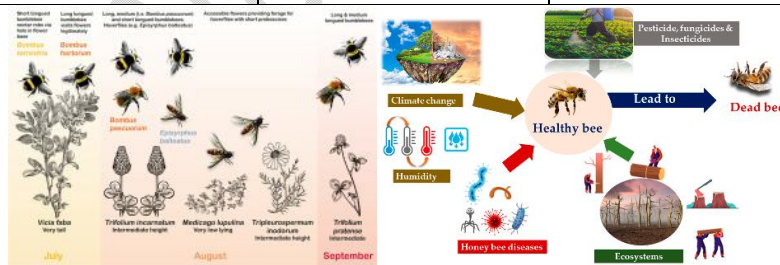 Short tongued
bumblebee
nectar robs via
hole in flower
base
Bombus
terrestris
Long tongued
bumblebee
visits flowers
legitimately
Bombus
hortorum
Long, medium (i.e. Bombus pascuorum)
and short tongued bumblebees.
Hoverflies (e.g. Episyrphus balteatus)
Accessible flowers providing forage for
hoverflies with short proboscises
Long & medium
tongued bumblebees
Bombus
pascuorum
Episyrphus
balteatus
Vicia faba
Very tall
Trifolium incarnatum
Intermediate height
Medicago lupulina
Very low lying
Tripleurospermum
inodorum
Intermediate height
Trifolium
pratense
Intermediate
July
August
September
Pesticide, fungicides &
Insecticides
Climate change
Humidity
Healthy bee
Lead to
Dead bee
Honey bee diseases
Ecosystems